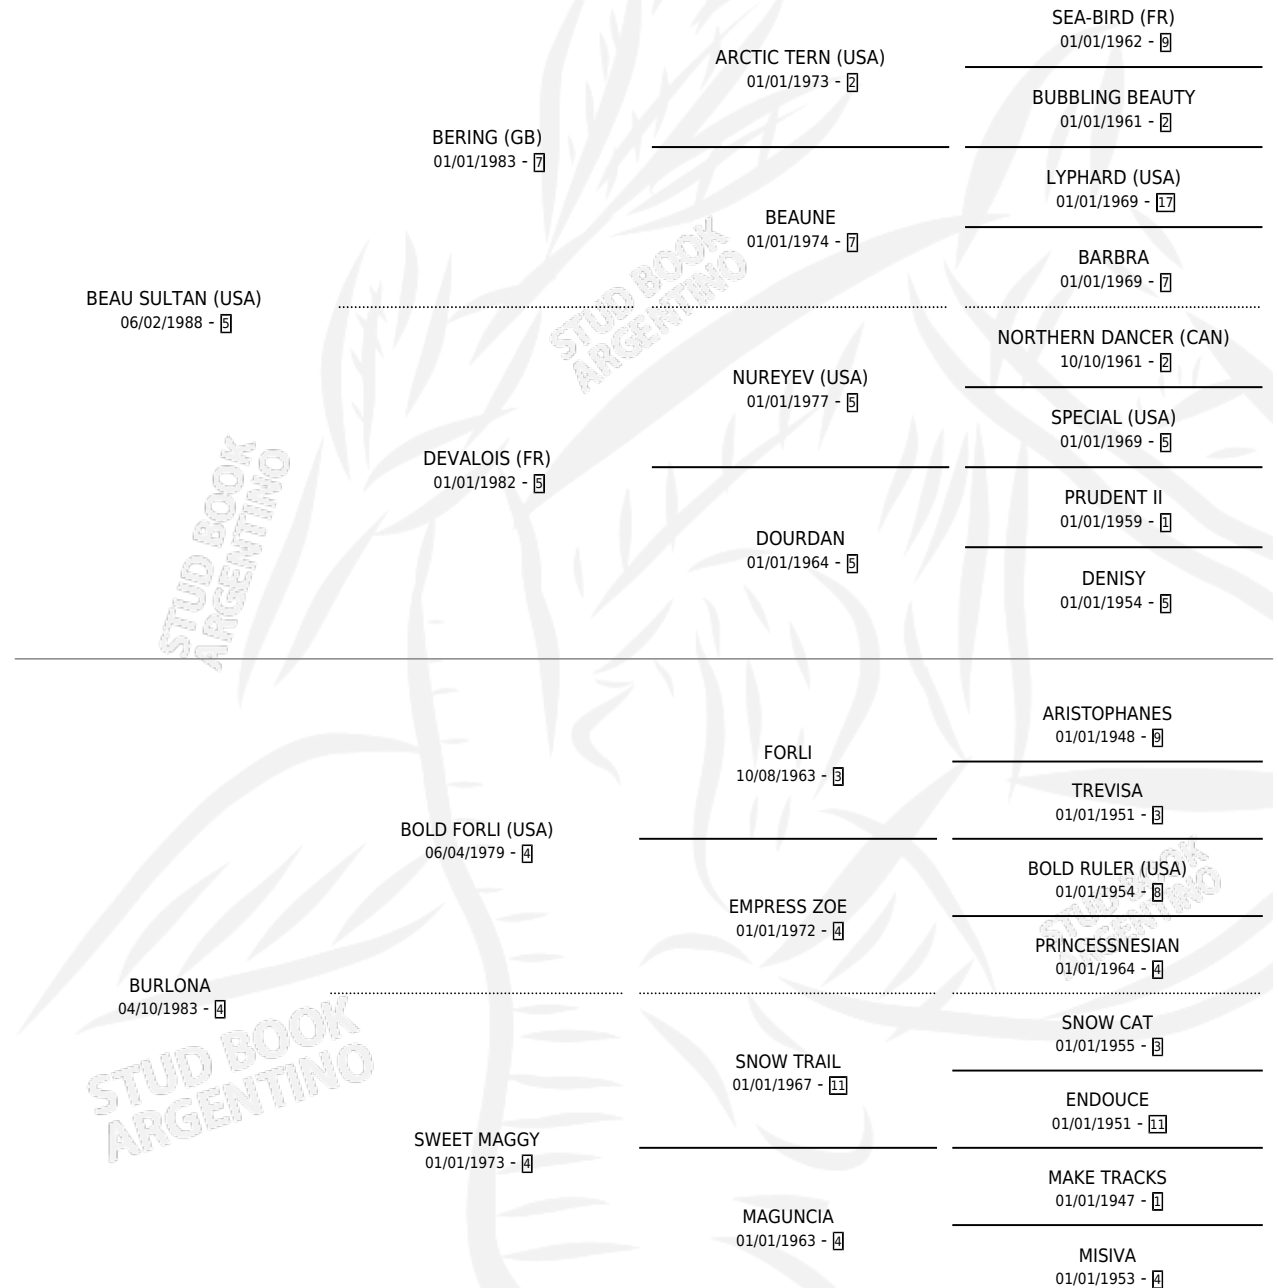 SEA-BIRD (FR)
01/01/1962 - 9
ARCTIC TERN (USA)
01/01/1973 - 2
BUBBLING BEAUTY
01/01/1961 - 2
BERING (GB)
01/01/1983 - 7
LYPHARD (USA)
01/01/1969 - 17
BEAUNE
01/01/1974 - 7
BARBRA
01/01/1969 - 7
BEAU SULTAN (USA)
06/02/1988 - 5
NORTHERN DANCER (CAN)
10/10/1961 - 2
NUREYEV (USA)
01/01/1977 - 5
SPECIAL (USA)
01/01/1969 - 5
DEVALOIS (FR)
01/01/1982 - 5
PRUDENT II
01/01/1959 - 1
DOURDAN
01/01/1964 - 5
DENISY
01/01/1954 - 5
ARISTOPHANES
01/01/1948 - 9
FORLI
10/08/1963 - 3
TREVISA
01/01/1951 - 3
BOLD FORLI (USA)
06/04/1979 - 4
BOLD RULER (USA)
01/01/1954 - 8
EMPRESS ZOE
01/01/1972 - 4
PRINCESSNESIAN
01/01/1964 - 4
BURLONA
04/10/1983 - 4
SNOW CAT
01/01/1955 - 3
SNOW TRAIL
01/01/1967 - 11
ENDOUCE
01/01/1951 - 11
SWEET MAGGY
01/01/1973 - 4
MAKE TRACKS
01/01/1947 - 1
MAGUNCIA
01/01/1963 - 4
MISIVA
01/01/1953 - 4
STUD BOOK
ARGENTINO
STUD BOOK
ARGENTINO
STUD BOOK
ARGENTINO
STUD BOOK
ARGENTINO